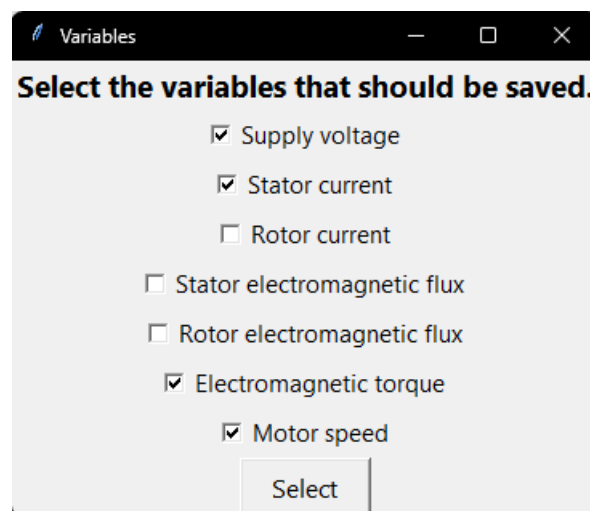 Variables
Select the variables that should be saved.
Supply voltage
Stator current
Rotor current
Stator electromagnetic flux
Rotor electromagnetic flux
Electromagnetic torque
Motor speed
Select